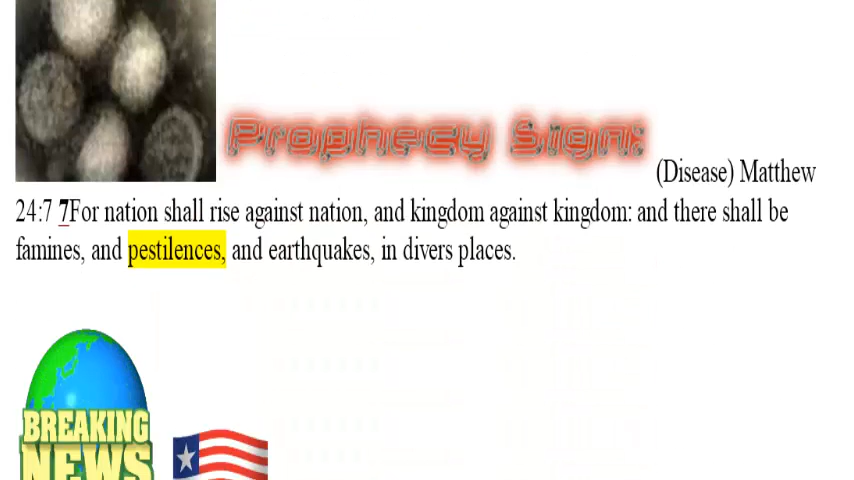 Prophecy Sign:
(Disease) Matthew
24:7 7For nation shall rise against nation, and kingdom against kingdom: and there shall be
famines, and pestilences, and earthquakes, in divers places.
BREAKING
NEWS